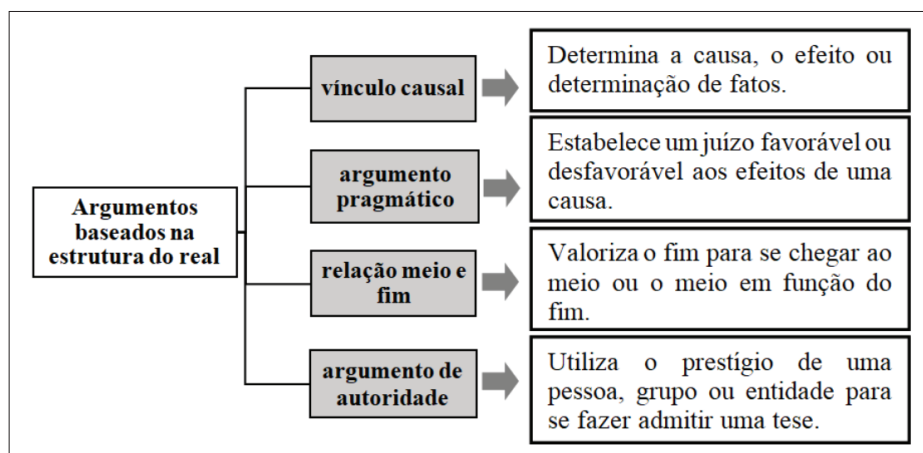 Argumentos
baseados na
estrutura do real
vínculo causal
Determina a causa, o efeito ou
determinação de fatos.
argumento
pragmático
Estabelece um juízo favorável ou
desfavorável aos efeitos de uma
causa.
relação meio e
fim
Valoriza o fim para se chegar ao
meio ou o meio em função do
fim.
argumento de
autoridade
Utiliza o prestígio de uma
pessoa, grupo ou entidade para
se fazer admitir uma tese.